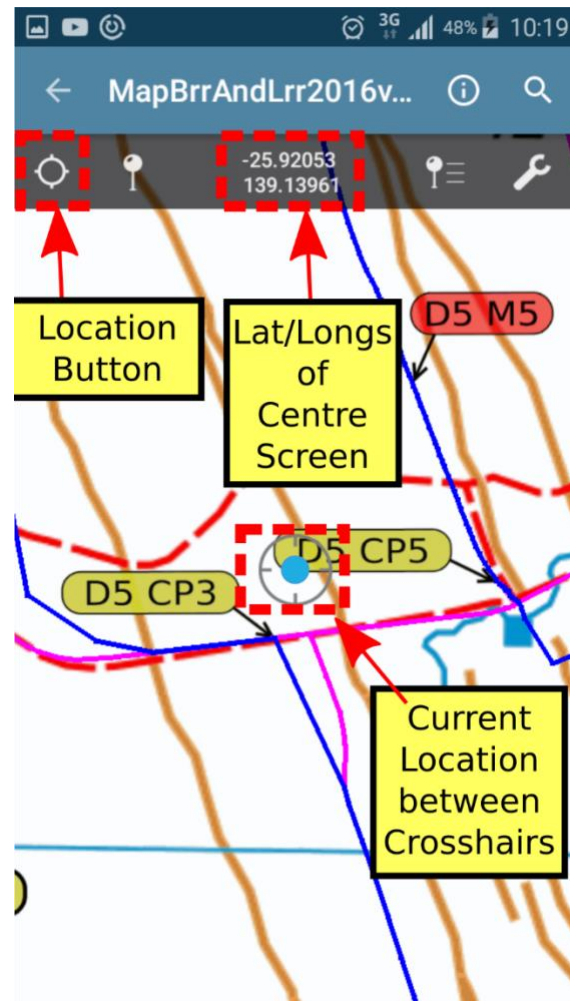 3G 48% 10:19
MapBrrAndLrr2016v...
-25.92053
139.13961
Location
Button
Lat/Longs
of
Centre
Screen
D5 M5
D5 CP5
D5 CP3
Current
Location
between
Crosshairs